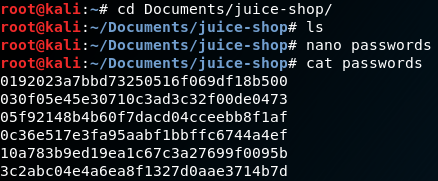 root@kali:~# cd Documents/juice-shop/
root@kali:~/Documents/juice-shop# ls
root@kali:~/Documents/juice-shop# nano passwords
root@kali:~/Documents/juice-shop# cat passwords
0192023a7bbd73250516f069df18b500
030f05e45e30710c3ad3c32f00de0473
05f92148b4b60f7dacd04cceebb8f1af
0c36e517e3fa95aabf1bbffc6744a4ef
10a783b9ed19ea1c67c3a27699f0095b
3c2abc04e4a6ea8f1327d0aae3714b7d